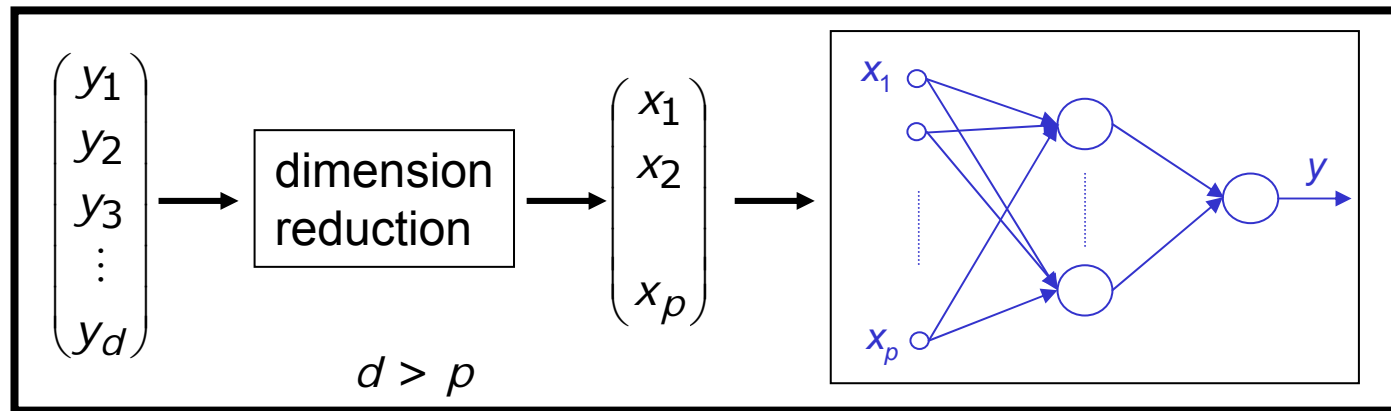 y1
y2
y3
⋮
yd
dimension
reduction
d > p
x1
x2
xp
x1
xp
y